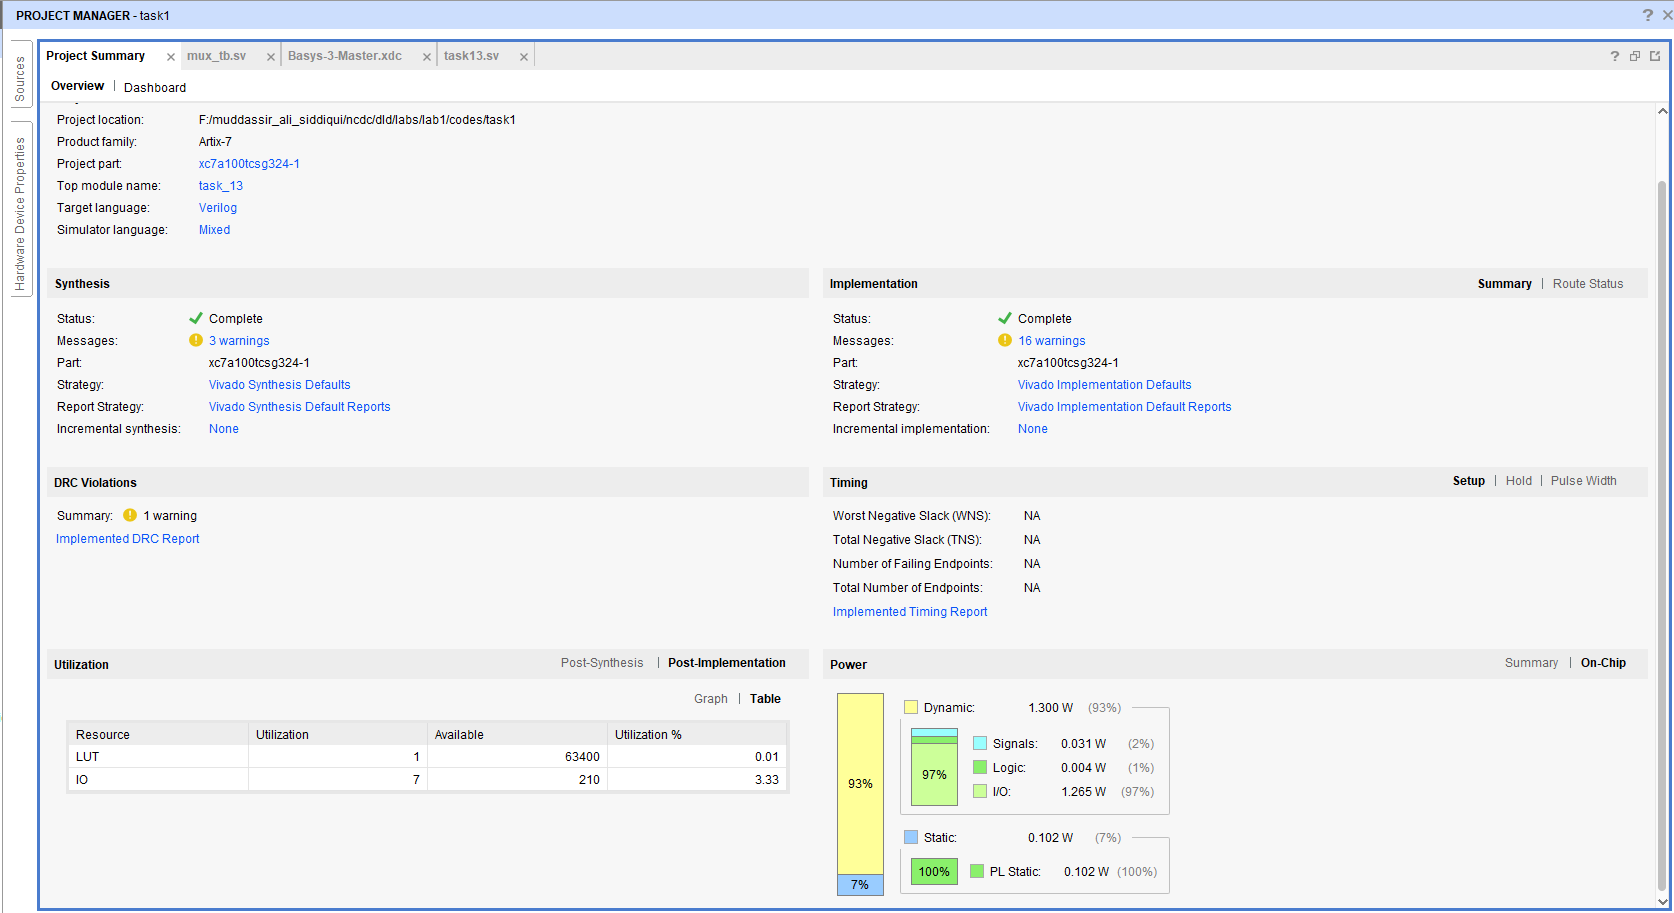 PROJECT MANAGER - task1
Sources
Hardware Device Properties
Project Summary
mux_tb.sv
Basys-3-Master.xdc
task13.sv
Overview | Dashboard
Project location: F:/muddassir_ali_siddiqui/ncdc/dld/labs/lab1/codes/task1
Product family: Artix-7
Project part: xc7a100tcsg324-1
Top module name: task_13
Target language: Verilog
Simulator language: Mixed
Synthesis
Status: Complete
Messages: 3 warnings
Part: xc7a100tcsg324-1
Strategy: Vivado Synthesis Defaults
Report Strategy: Vivado Synthesis Default Reports
Incremental synthesis: None
Implementation
Summary | Route Status
Status: Complete
Messages: 16 warnings
Part: xc7a100tcsg324-1
Strategy: Vivado Implementation Defaults
Report Strategy: Vivado Implementation Default Reports
Incremental implementation: None
DRC Violations
Summary: 1 warning
Implemented DRC Report
Timing
Setup | Hold | Pulse Width
Worst Negative Slack (WNS): NA
Total Negative Slack (TNS): NA
Number of Failing Endpoints: NA
Total Number of Endpoints: NA
Implemented Timing Report
Utilization
Post-Synthesis | Post-Implementation
Graph | Table
Resource Utilization Available Utilization %
LUT 1 63400 0.01
IO 7 210 3.33
Power
Summary | On-Chip
93%
7%
Dynamic: 1.300 W (93%)
97%
Signals: 0.031 W (2%)
Logic: 0.004 W (1%)
I/O: 1.265 W (97%)
Static: 0.102 W (7%)
100%
PL Static: 0.102 W (100%)